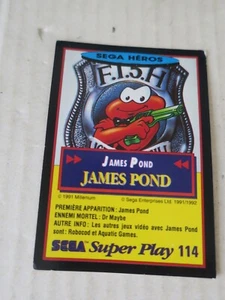 SEGA HÉROS
F.I.S.H
JAMES POND
JAMES POND
© 1991 Millenium
© Sega Enterprises Ltd. 1991/1992
PREMIÈRE APPARITION : James Pond
ENNEMI MORTEL : Dr Maybe
AUTRE INFO : Les autres jeux vidéo avec James Pond
sont : Robocod et Aquatic Games.
SEGA Super Play 114